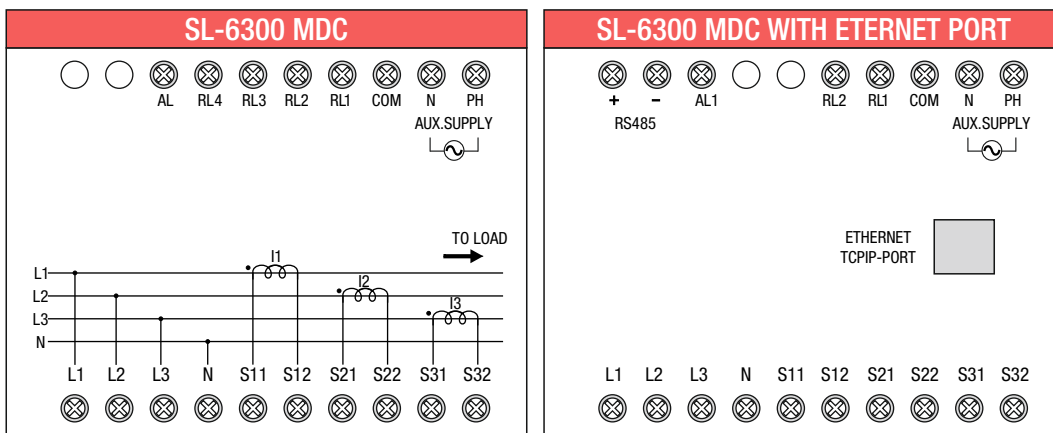 SL-6300 MDC
AL RL4 RL3 RL2 RL1 COM N PH
AUX.SUPPLY
TO LOAD
I1
L1
I2
L2
I3
L3
N
L1 L2 L3 N S11 S12 S21 S22 S31 S32
SL-6300 MDC WITH ETERNET PORT
+ - AL1 RL2 RL1 COM N PH
RS485 AUX.SUPPLY
ETHERNET
TCPIP-PORT
L1 L2 L3 N S11 S12 S21 S22 S31 S32